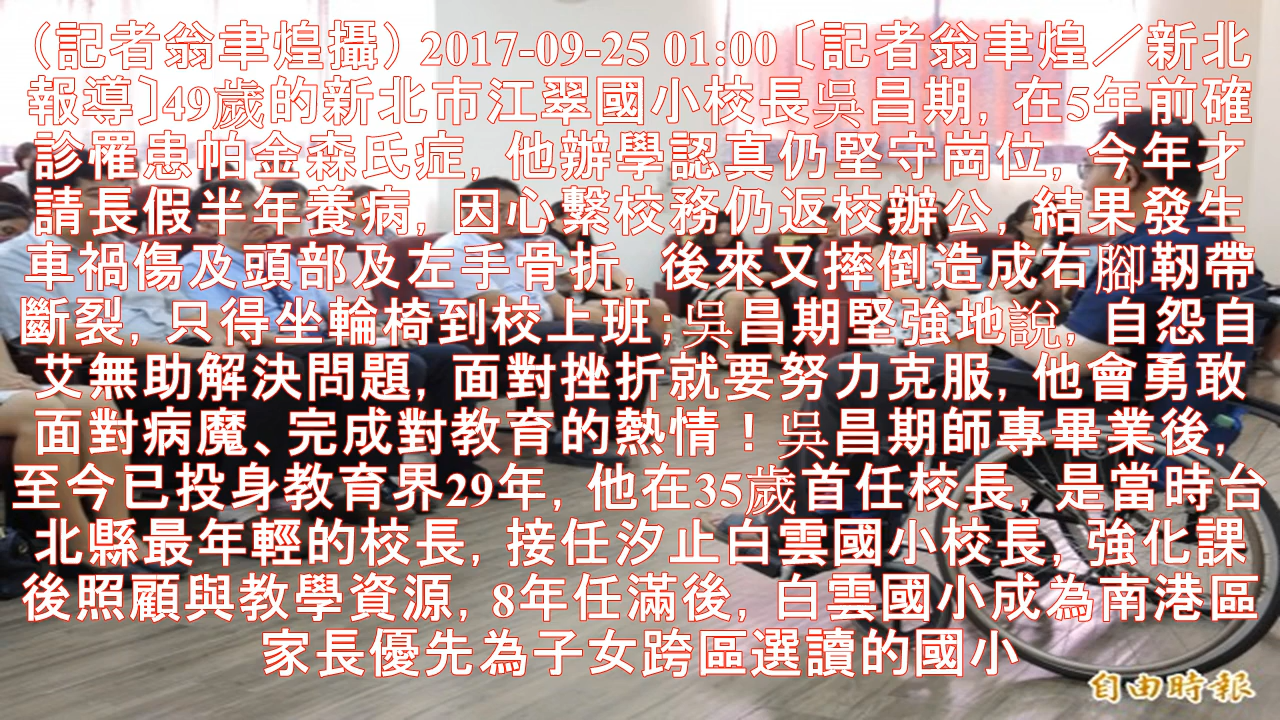 (記者翁聿煌攝) 2017-09-25 01:00〔記者翁聿煌／新北
報導〕49歲的新北市江翠國小校長吳昌期, 在5年前確
診罹患帕金森氏症, 他辦學認真仍堅守崗位, 今年才
請長假半年養病, 因心繫校務仍返校辦公, 結果發生
車禍傷及頭部及左手骨折, 後來又摔倒造成右腳韌帶
斷裂, 只得坐輪椅到校上班;吳昌期堅強地說, 自怨自
艾無助解決問題, 面對挫折就要努力克服, 他會勇敢
面對病魔、完成對教育的熱情！吳昌期師專畢業後,
至今已投身教育界29年, 他在35歲首任校長, 是當時台
北縣最年輕的校長, 接任汐止白雲國小校長, 強化課
後照顧與教學資源, 8年任滿後, 白雲國小成為南港區
家長優先為子女跨區選讀的國小
自由時報